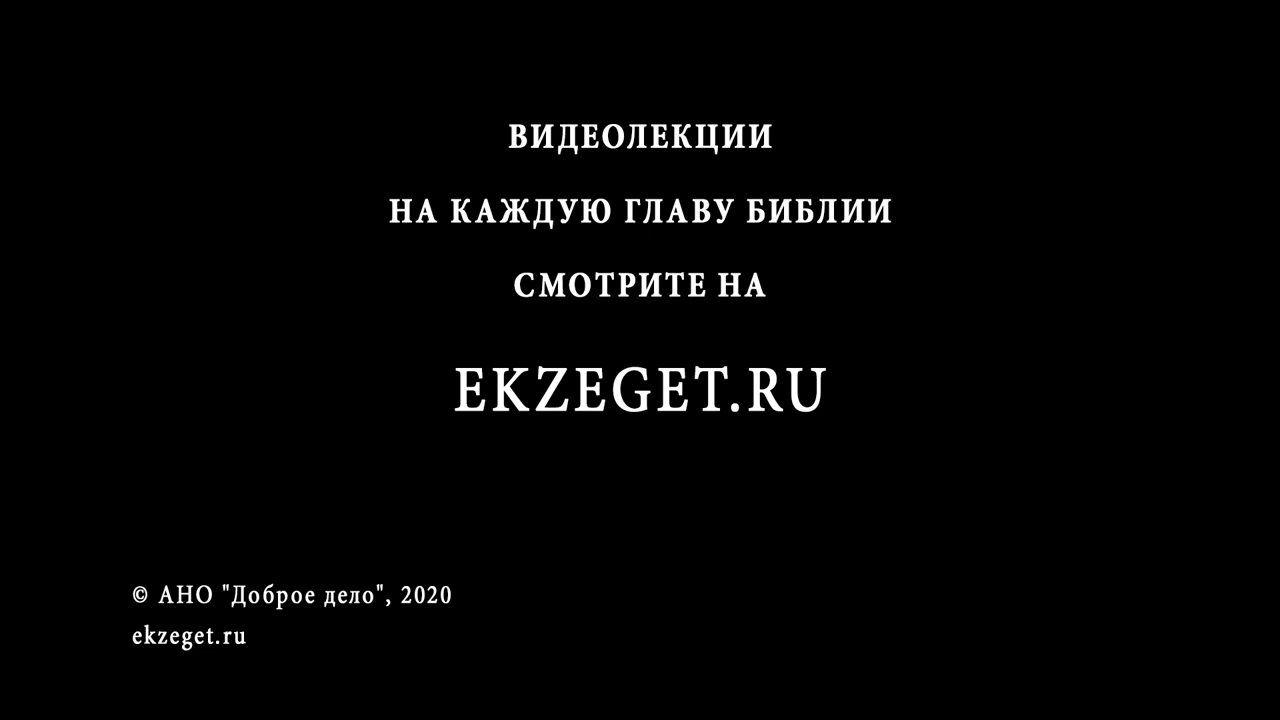 ВИДЕОЛЕКЦИИ
НА КАЖДУЮ ГЛАВУ БИБЛИИ
СМОТРИТЕ НА
EKZEGET.RU
© АНО "Доброе дело", 2020
ekzeget.ru